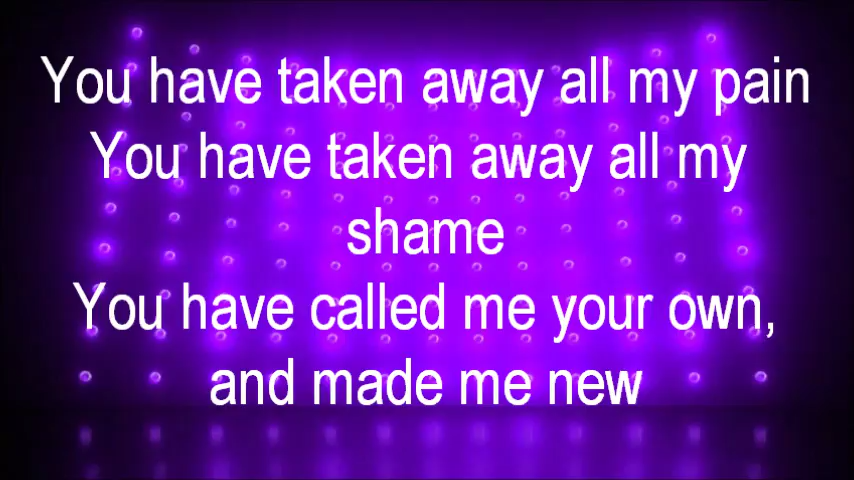 You have taken away all my pain
You have taken away all my
shame
You have called me your own,
and made me new